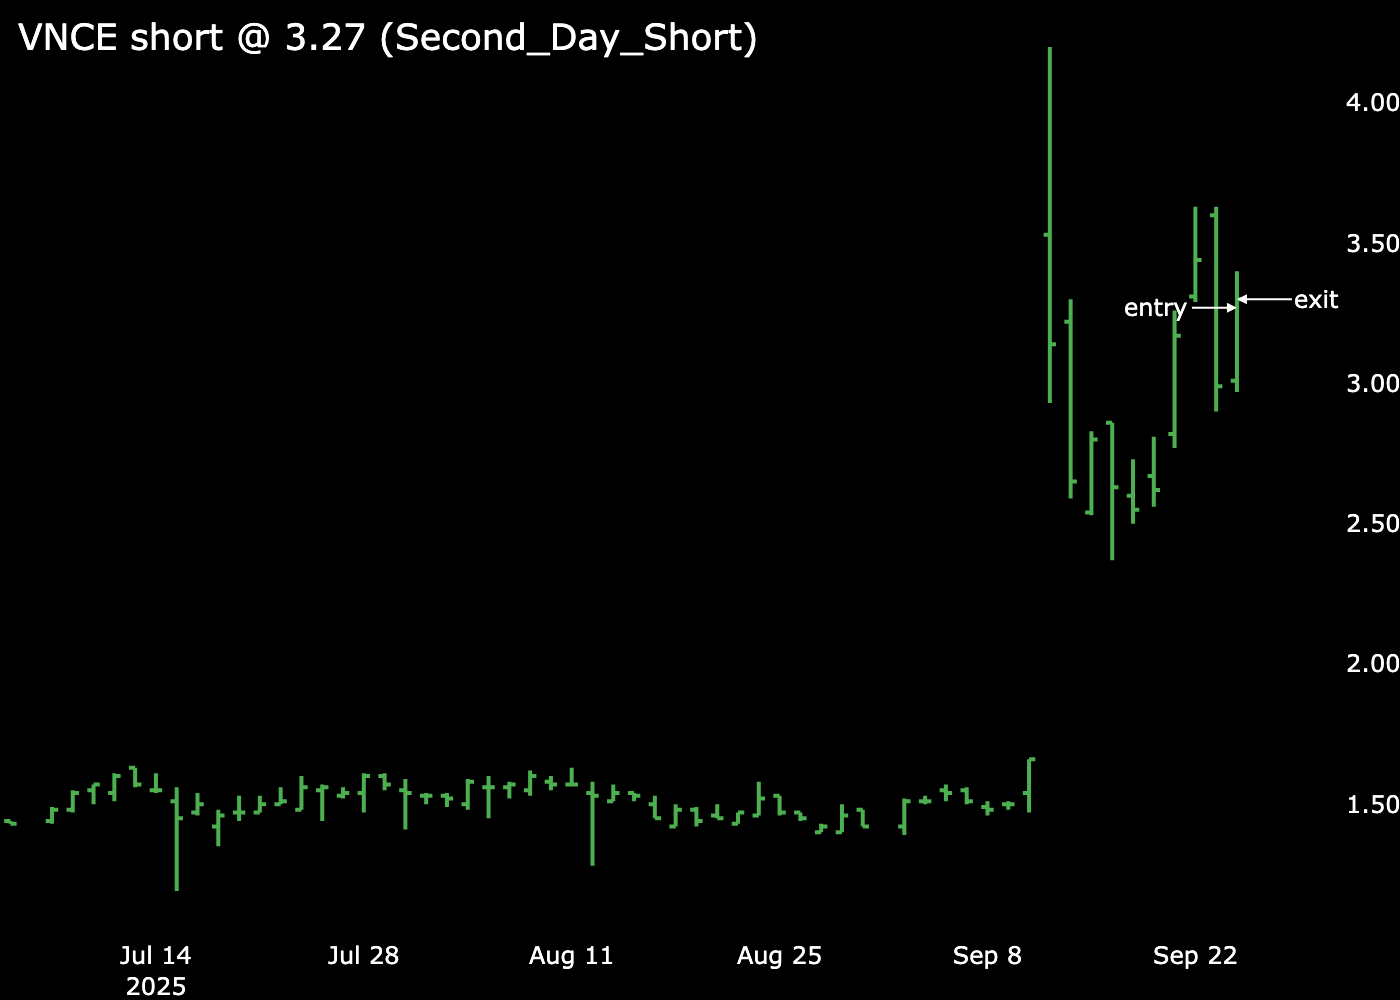 VNCE short @ 3.27 (Second_Day_Short)
4.00
3.50
entry
exit
3.00
2.50
2.00
1.50
Jul 14
2025
Jul 28
Aug 11
Aug 25
Sep 8
Sep 22